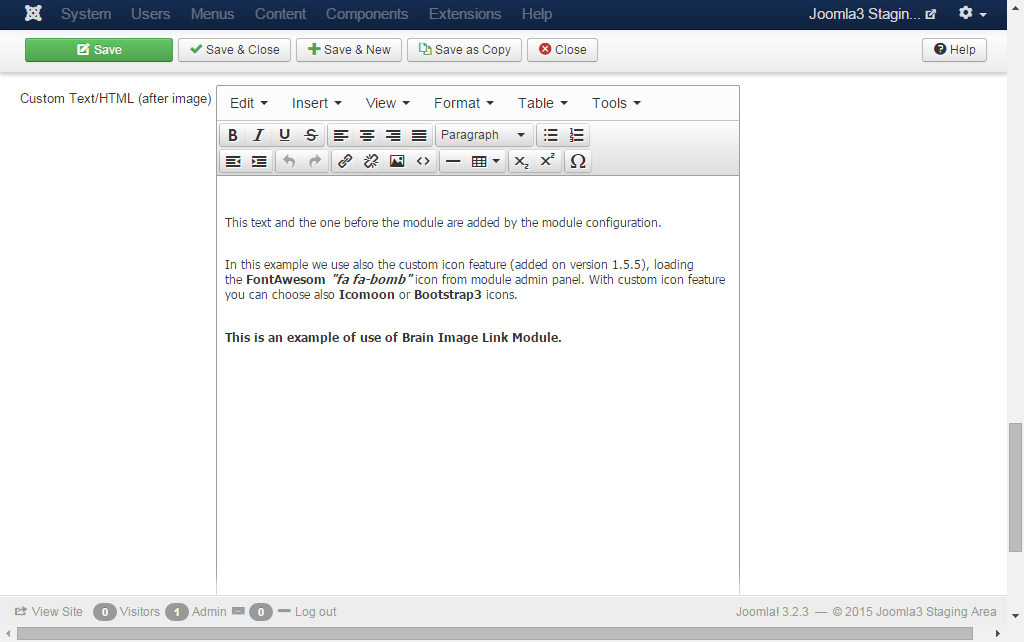 System Users Menus Content Components Extensions Help Joomla3 Stagin...
Save Save & Close Save & New Save as Copy Close Help
Custom Text/HTML (after image)
Edit Insert View Format Table Tools
B I U S Paragraph
x2 x2 Ω
This text and the one before the module are added by the module configuration.
In this example we use also the custom icon feature (added on version 1.5.5), loading
the FontAwesom "fa fa-bomb" icon from module admin panel. With custom icon feature
you can choose also Icomoon or Bootstrap3 icons.
This is an example of use of Brain Image Link Module.
View Site 0 Visitors 1 Admin 0 Log out Joomla! 3.2.3 — © 2015 Joomla3 Staging Area